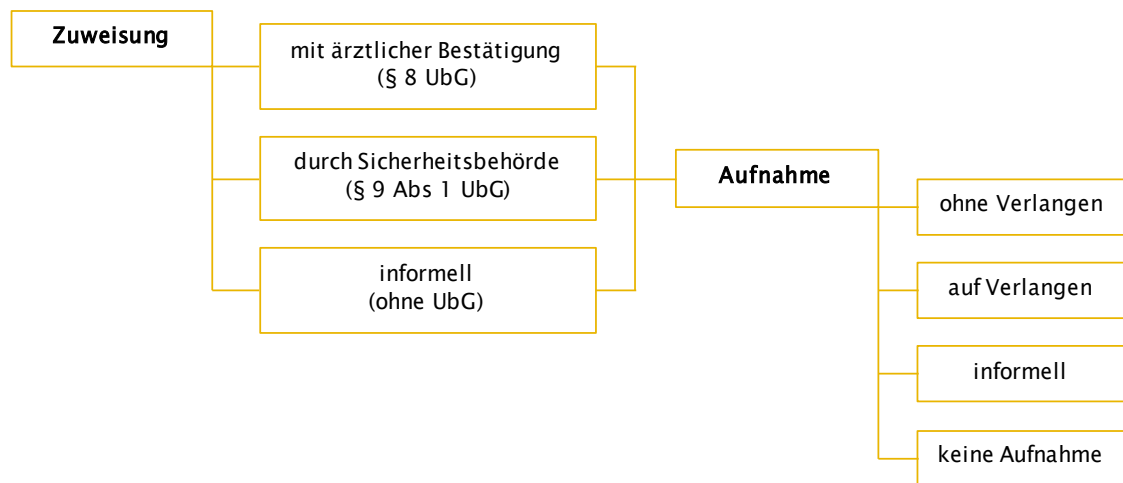 Zuweisung
mit ärztlicher Bestätigung
(§ 8 UbG)
durch Sicherheitsbehörde
(§ 9 Abs 1 UbG)
informell
(ohne UbG)
Aufnahme
ohne Verlangen
auf Verlangen
informell
keine Aufnahme